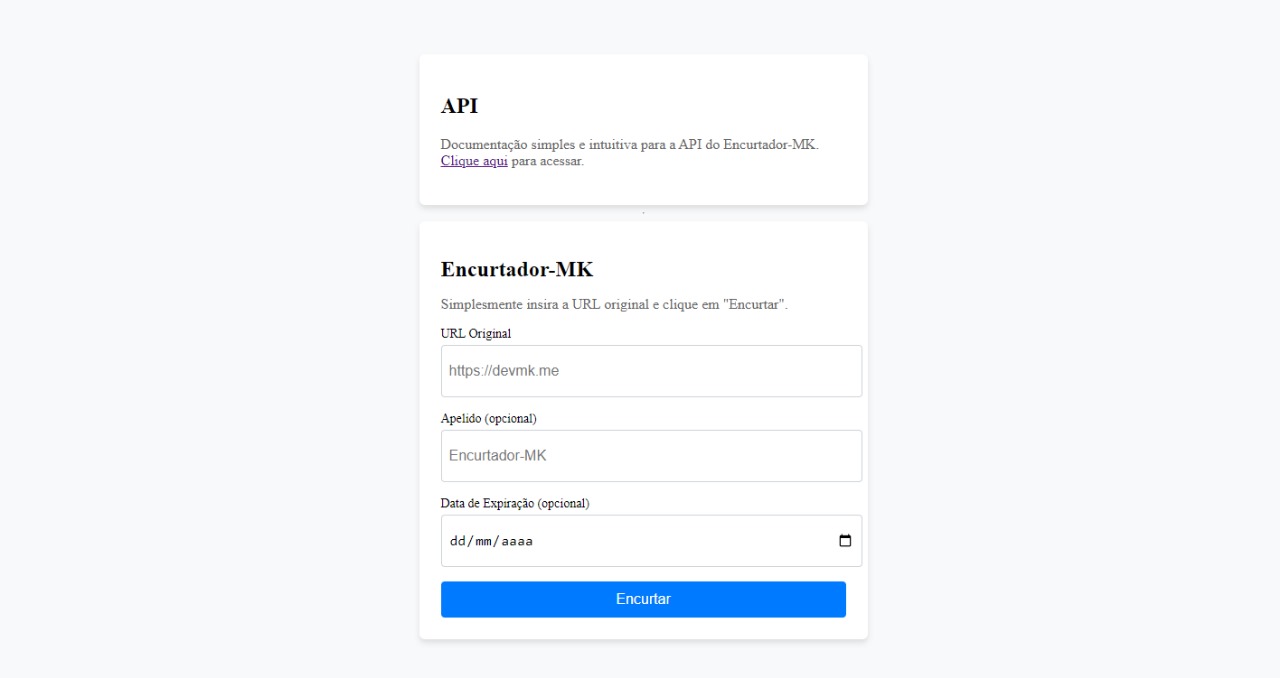 API
Documentação simples e intuitiva para a API do Encurtador-MK.
Clique aqui para acessar.
.
Encurtador-MK
Simplesmente insira a URL original e clique em "Encurtar".
URL Original
https://devmk.me
Apelido (opcional)
Encurtador-MK
Data de Expiração (opcional)
dd/mm/aaaa
Encurtar